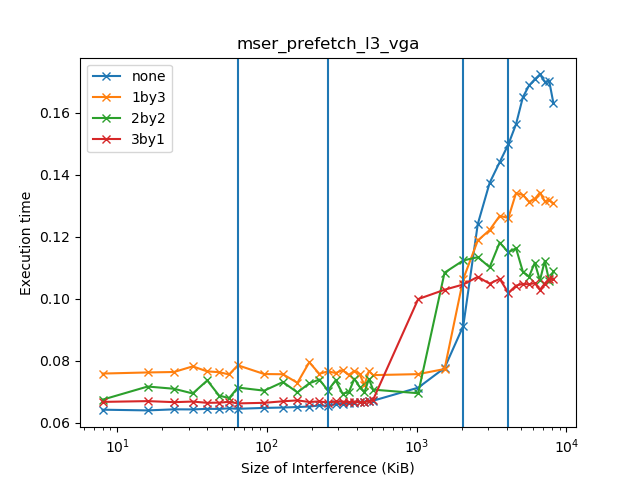 mser_prefetch_l3_vga
none
1by3
2by2
3by1
Execution time
0.16
0.14
0.12
0.10
0.08
0.06
10¹ 10² 10³ 10⁴
Size of Interference (KiB)